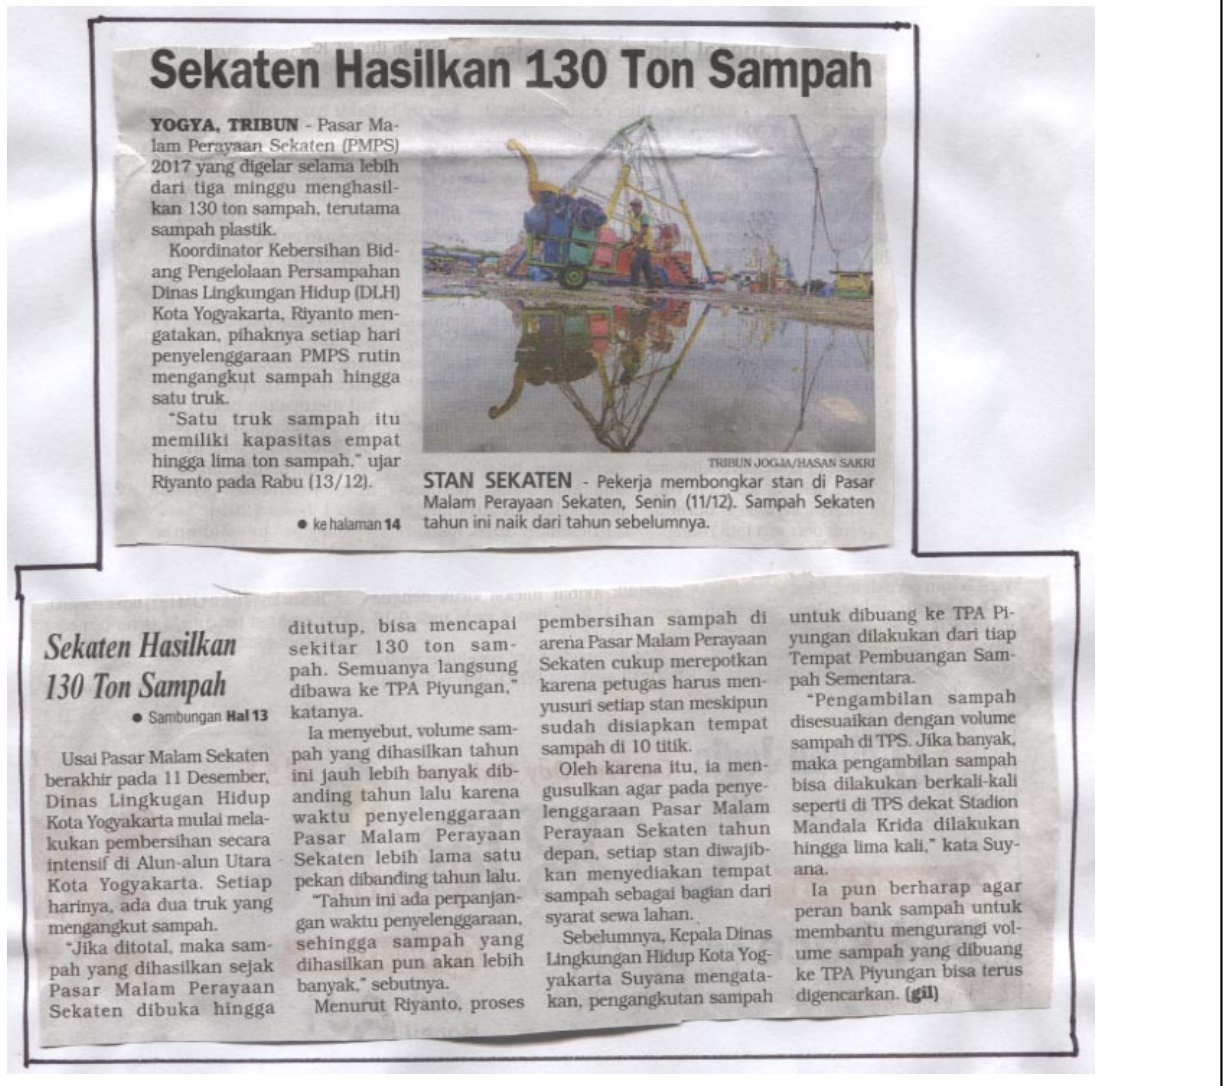 Sekaten Hasilkan 130 Ton Sampah
YOGYA, TRIBUN - Pasar Ma-
lam Perayaan Sekaten (PMPS)
2017 yang digelar selama lebih
dari tiga minggu menghasil-
kan 130 ton sampah, terutama
sampah plastik.
Koordinator Kebersihan Bid-
ang Pengelolaan Persampahan
Dinas Lingkungan Hidup (DLH)
Kota Yogyakarta, Riyanto men-
gatakan, pihaknya setiap hari
penyelenggaraan PMPS rutin
mengangkut sampah hingga
satu truk.
"Satu truk sampah itu
memiliki kapasitas empat
hingga lima ton sampah," ujar
Riyanto pada Rabu (13/12).
● ke halaman 14
TRIBUN JOGJA/HASAN SAKRI
STAN SEKATEN - Pekerja membongkar stan di Pasar
Malam Perayaan Sekaten, Senin (11/12). Sampah Sekaten
tahun ini naik dari tahun sebelumnya.
Sekaten Hasilkan
130 Ton Sampah
● Sambungan Hal 13
Usai Pasar Malam Sekaten
berakhir pada 11 Desember,
Dinas Lingkugan Hidup
Kota Yogyakarta mulai mela-
kukan pembersihan secara
intensif di Alun-alun Utara
Kota Yogyakarta. Setiap
harinya, ada dua truk yang
mengangkut sampah.
"Jika ditotal, maka sam-
pah yang dihasilkan sejak
Pasar Malam Perayaan
Sekaten dibuka hingga
ditutup, bisa mencapai
sekitar 130 ton sam-
pah. Semuanya langsung
dibawa ke TPA Piyungan,"
katanya.
Ia menyebut, volume sam-
pah yang dihasilkan tahun
ini jauh lebih banyak dib-
anding tahun lalu karena
waktu penyelenggaraan
Pasar Malam Perayaan
Sekaten lebih lama satu
pekan dibanding tahun lalu.
"Tahun ini ada perpanjan-
gan waktu penyelenggaraan,
sehingga sampah yang
dihasilkan pun akan lebih
banyak," sebutnya.
Menurut Riyanto, proses
pembersihan sampah di
arena Pasar Malam Perayaan
Sekaten cukup merepotkan
karena petugas harus men-
yusuri setiap stan meskipun
sudah disiapkan tempat
sampah di 10 titik.
Oleh karena itu, ia men-
gusulkan agar pada penye-
lenggaraan Pasar Malam
Perayaan Sekaten tahun
depan, setiap stan diwajib-
kan menyediakan tempat
sampah sebagai bagian dari
syarat sewa lahan.
Sebelumnya, Kepala Dinas
Lingkungan Hidup Kota Yog-
yakarta Suyana mengata-
kan, pengangkutan sampah
untuk dibuang ke TPA Pi-
yungan dilakukan dari tiap
Tempat Pembuangan Sam-
pah Sementara.
"Pengambilan sampah
disesuaikan dengan volume
sampah di TPS. Jika banyak,
maka pengambilan sampah
bisa dilakukan berkali-kali
seperti di TPS dekat Stadion
Mandala Krida dilakukan
hingga lima kali," kata Suy-
ana.
Ia pun berharap agar
peran bank sampah untuk
membantu mengurangi vol-
ume sampah yang dibuang
ke TPA Piyungan bisa terus
digencarkan. (gil)